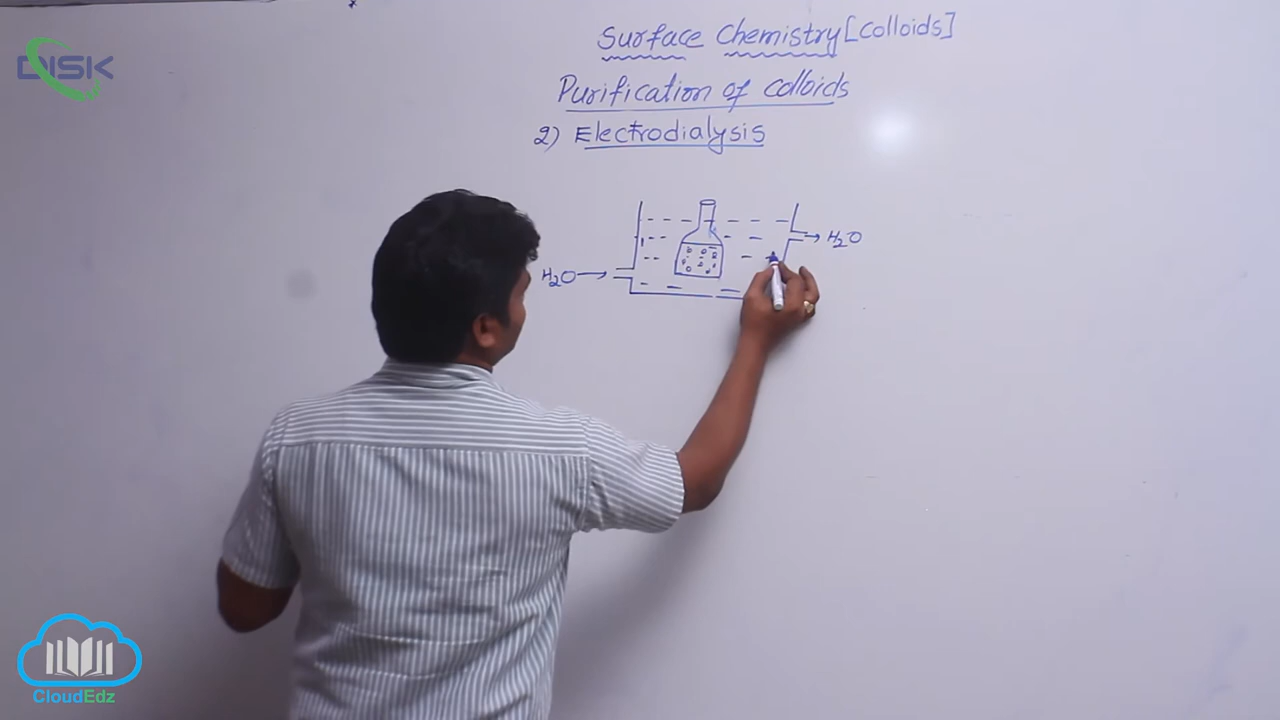 DISK
Surface Chemistry [Colloids]
Purification of colloids
2) Electrodialysis
H2O
H2O
CloudEdz